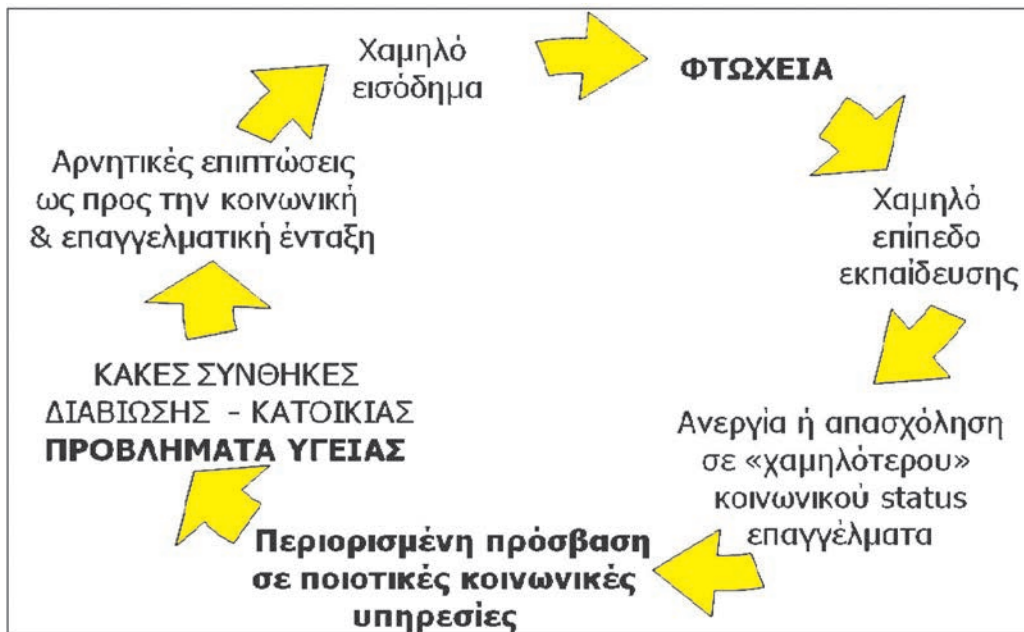 Χαμηλό
εισόδημα
ΦΤΩΧΕΙΑ
Χαμηλό
επίπεδο
εκπαίδευσης
Ανεργία ή απασχόληση
σε «χαμηλότερου»
κοινωνικού status
επαγγέλματα
Περιορισμένη πρόσβαση
σε ποιοτικές κοινωνικές
υπηρεσίες
ΚΑΚΕΣ ΣΥΝΘΗΚΕΣ
ΔΙΑΒΙΩΣΗΣ - ΚΑΤΟΙΚΙΑΣ
ΠΡΟΒΛΗΜΑΤΑ ΥΓΕΙΑΣ
Αρνητικές επιπτώσεις
ως προς την κοινωνική
& επαγγελματική ένταξη